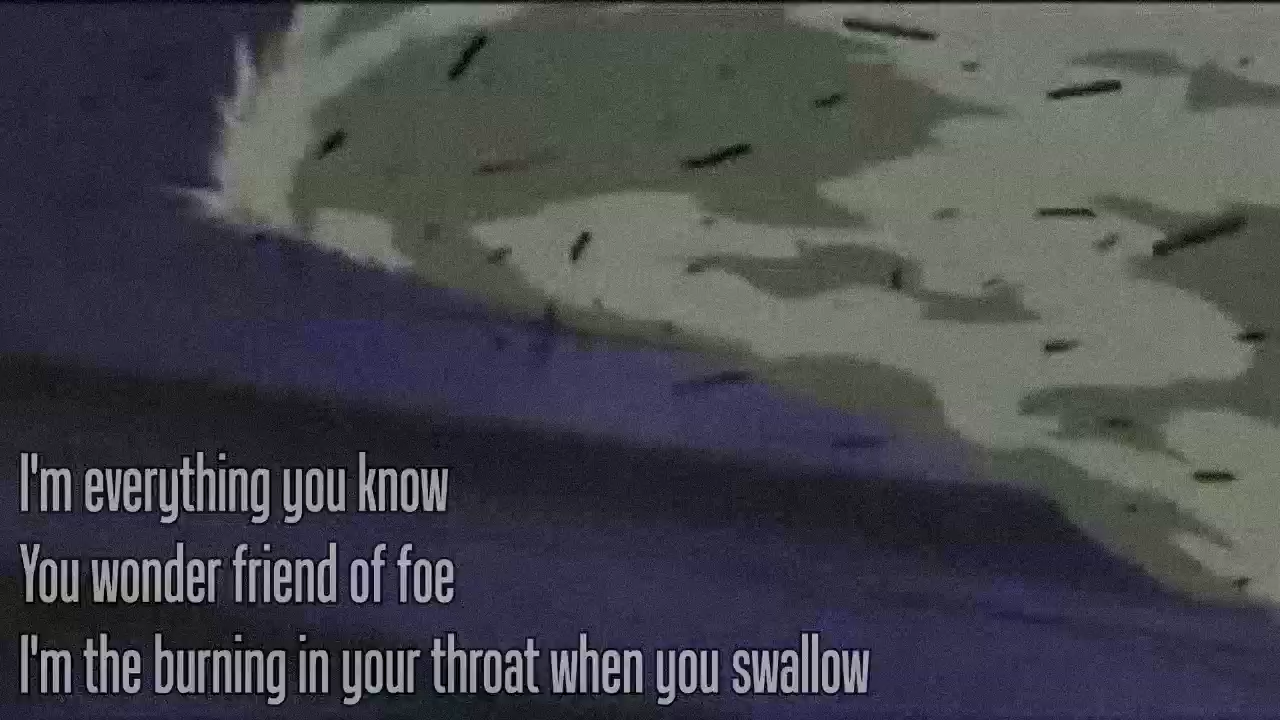 I'm everything you know
You wonder friend of foe
I'm the burning in your throat when you swallow